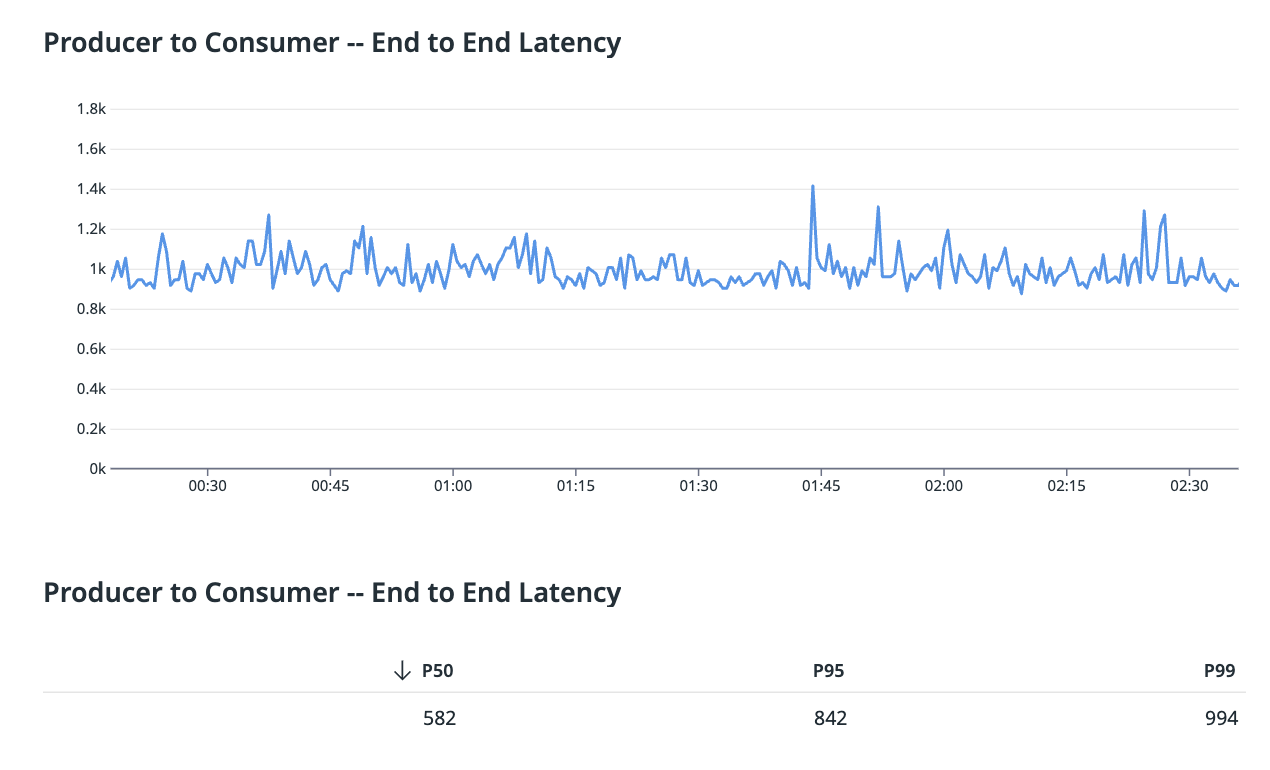 Producer to Consumer -- End to End Latency
1.8k
1.6k
1.4k
1.2k
1k
0.8k
0.6k
0.4k
0.2k
0k
00:30 00:45 01:00 01:15 01:30 01:45 02:00 02:15 02:30
Producer to Consumer -- End to End Latency
↓ P50 P95 P99
582 842 994